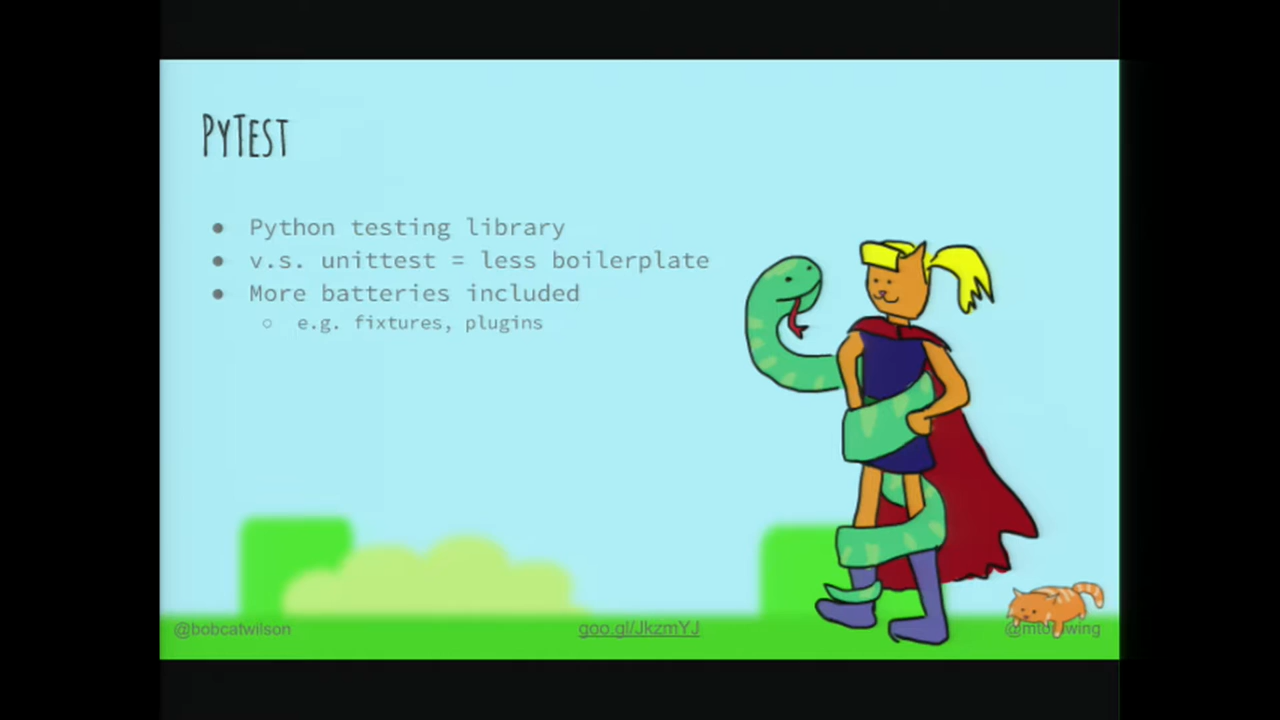 PyTest
● Python testing library
● v.s. unittest = less boilerplate
● More batteries included
○ e.g. fixtures, plugins
@bobcatwilson
goo.gl/JkzmYJ